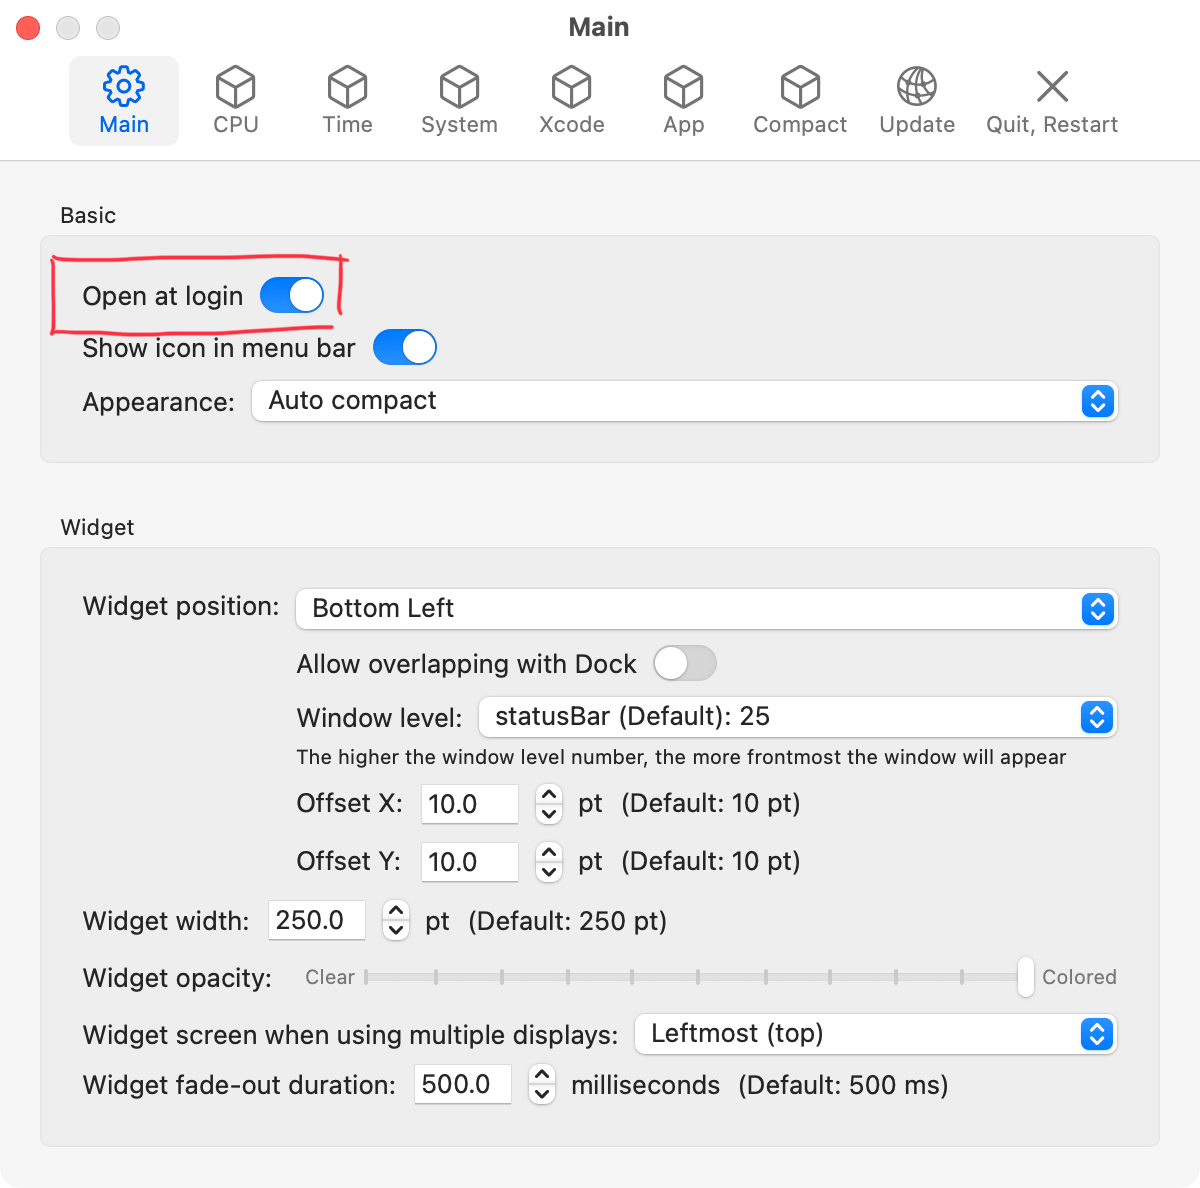 Main
Main CPU Time System Xcode App Compact Update Quit, Restart
Basic
Open at login
Show icon in menu bar
Appearance: Auto compact
Widget
Widget position: Bottom Left
Allow overlapping with Dock
Window level: statusBar (Default): 25
The higher the window level number, the more frontmost the window will appear
Offset X: 10.0 pt (Default: 10 pt)
Offset Y: 10.0 pt (Default: 10 pt)
Widget width: 250.0 pt (Default: 250 pt)
Widget opacity: Clear Colored
Widget screen when using multiple displays: Leftmost (top)
Widget fade-out duration: 500.0 milliseconds (Default: 500 ms)